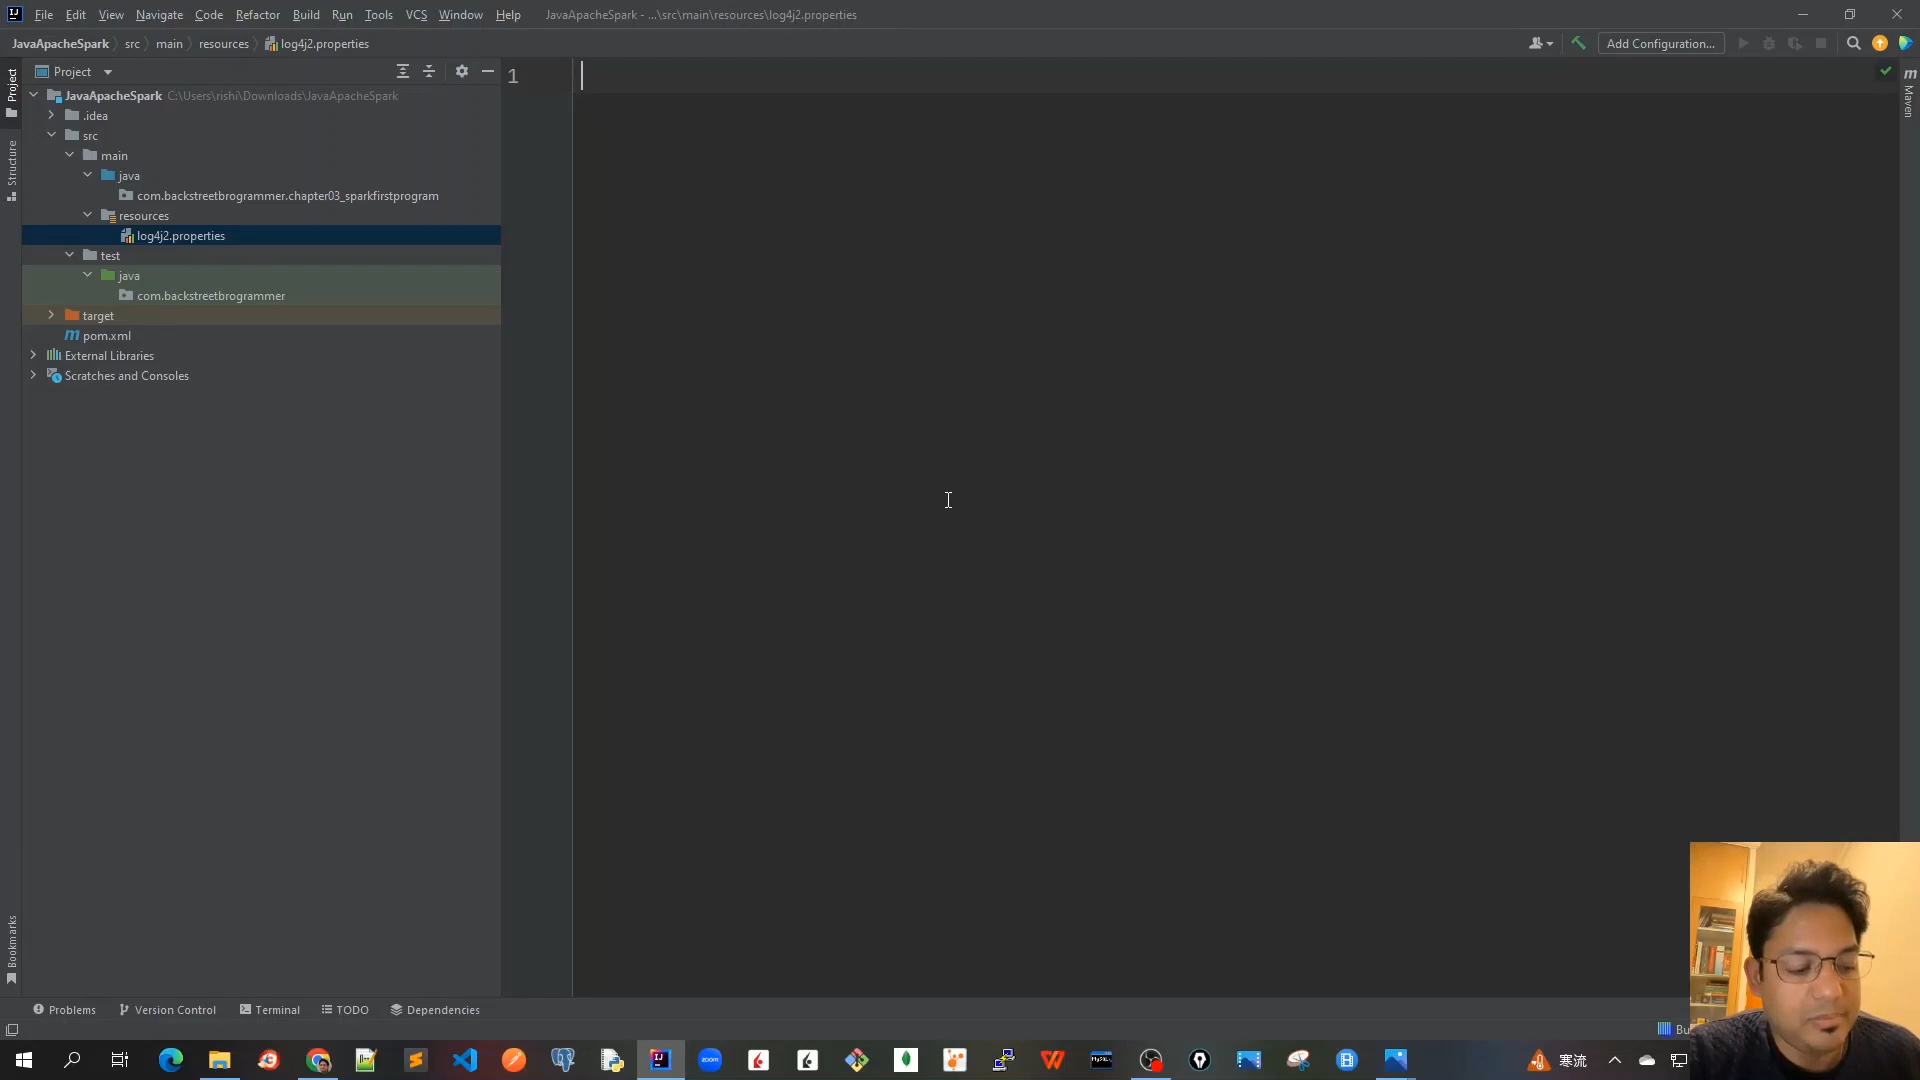 File Edit View Navigate Code Refactor Build Run Tools VCS Window Help JavaApacheSpark - ...\src\main\resources\log4j2.properties
JavaApacheSpark src main resources log4j2.properties Add Configuration...
Project
1
JavaApacheSpark C:\Users\rishi\Downloads\JavaApacheSpark
.idea
src
main
java
com.backstreetbrogrammer.chapter03_sparkfirstprogram
resources
log4j2.properties
test
java
com.backstreetbrogrammer
target
pom.xml
External Libraries
Scratches and Consoles
Project
Structure
Bookmarks
Maven
Problems Version Control Terminal TODO Dependencies
Bu
寒流